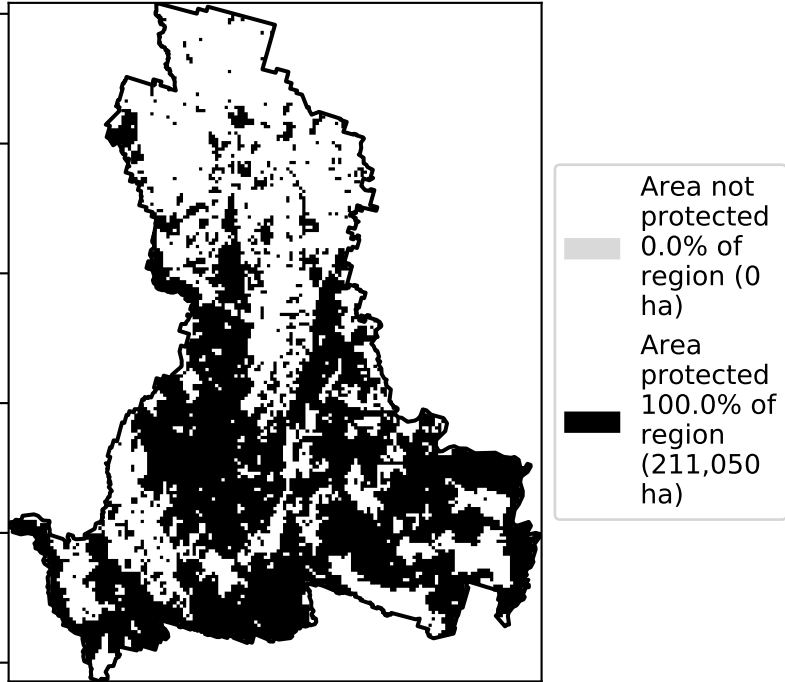 Area not
protected
0.0% of
region (0
ha)
Area
protected
100.0% of
region
(211,050
ha)